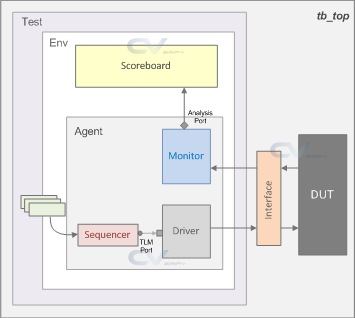 tb_top
Test
Env
Scoreboard
Analysis
Port
Agent
Monitor
Interface
DUT
Sequencer
TLM
Port
Driver